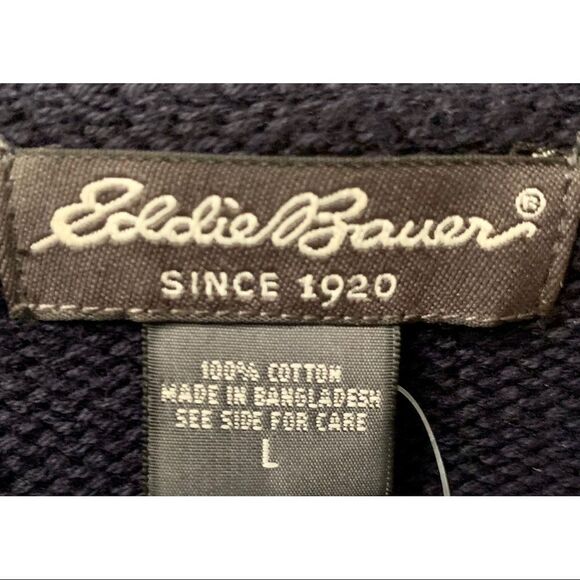 Eddie Bauer®
SINCE 1920
100% COTTON
MADE IN BANGLADESH
SEE SIDE FOR CARE
L